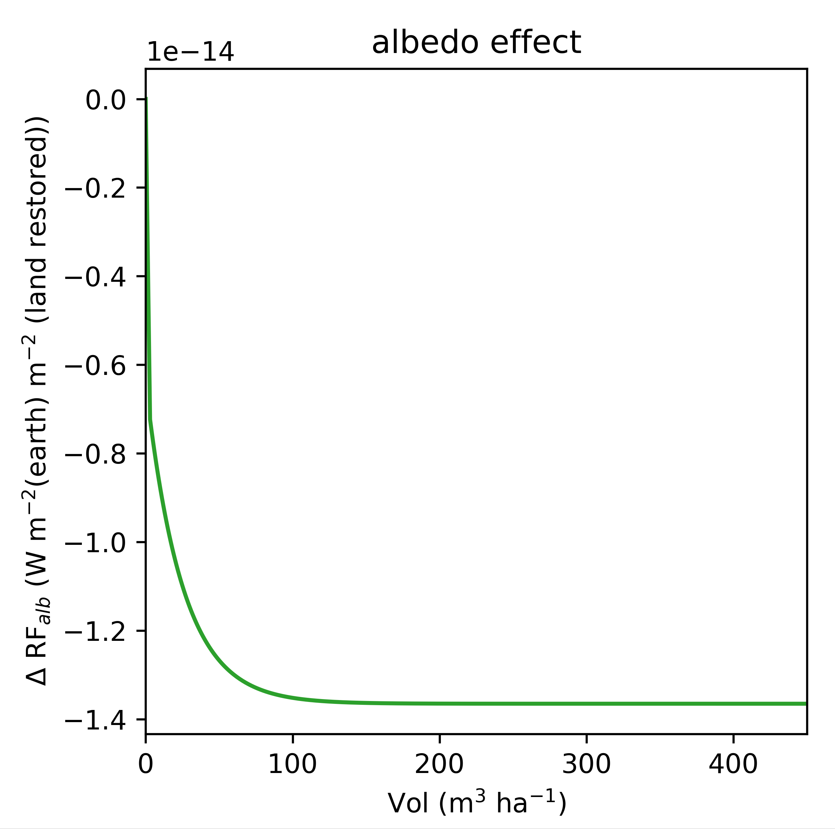 albedo effect
1e−14
0.0
−0.2
−0.4
−0.6
−0.8
−1.0
−1.2
−1.4
Δ RF_alb (W m⁻²(earth) m⁻² (land restored))
0 100 200 300 400
Vol (m³ ha⁻¹)